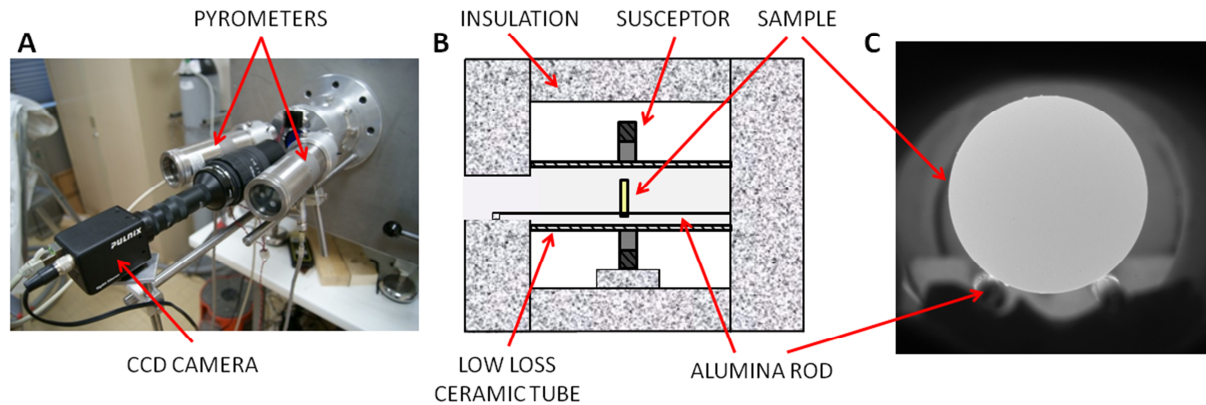 PYROMETERS
INSULATION
SUSCEPTOR
SAMPLE
A
B
C
PULNIX
CCD CAMERA
LOW LOSS
CERAMIC TUBE
ALUMINA ROD